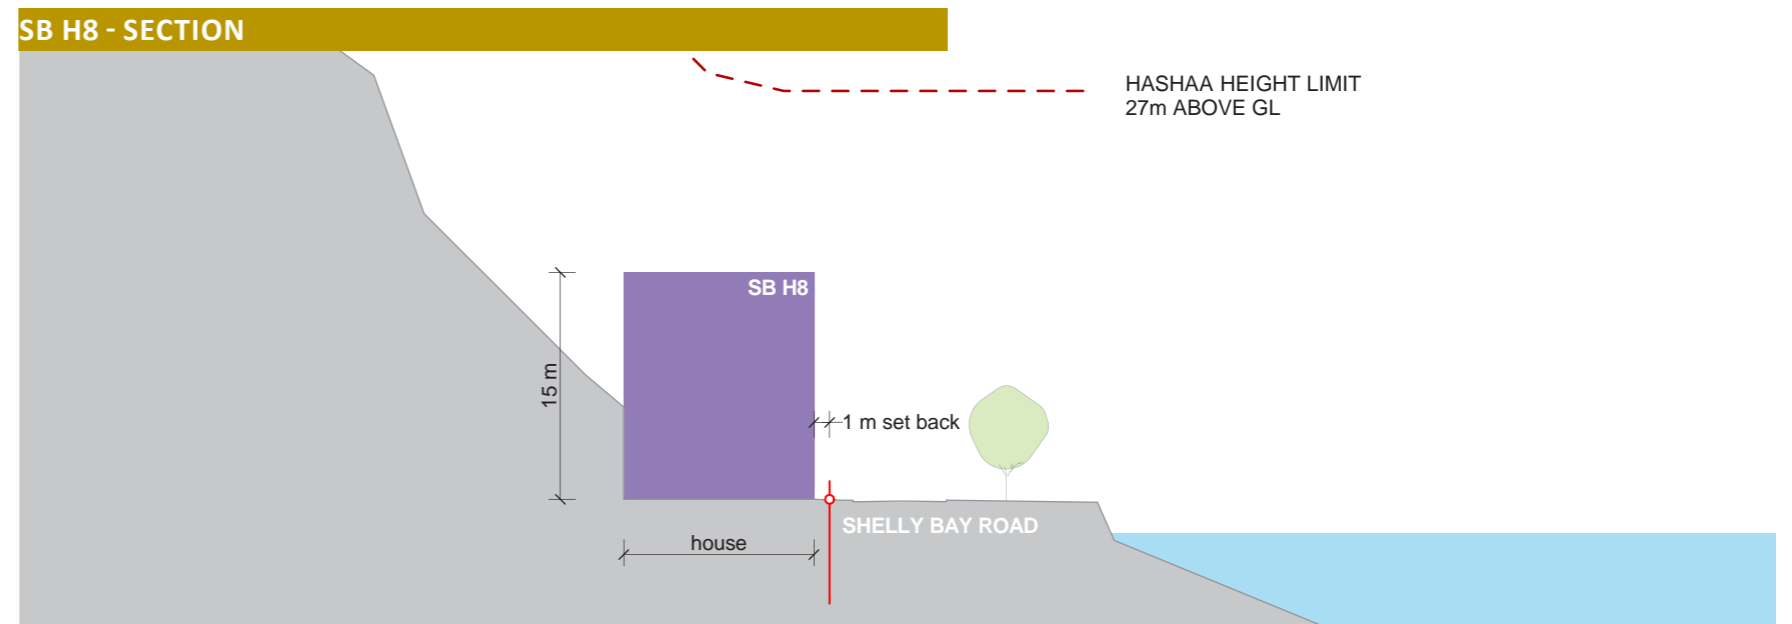 SB H8 - SECTION
HASHAA HEIGHT LIMIT
27m ABOVE GL
SB H8
15 m
1 m set back
SHELLY BAY ROAD
house